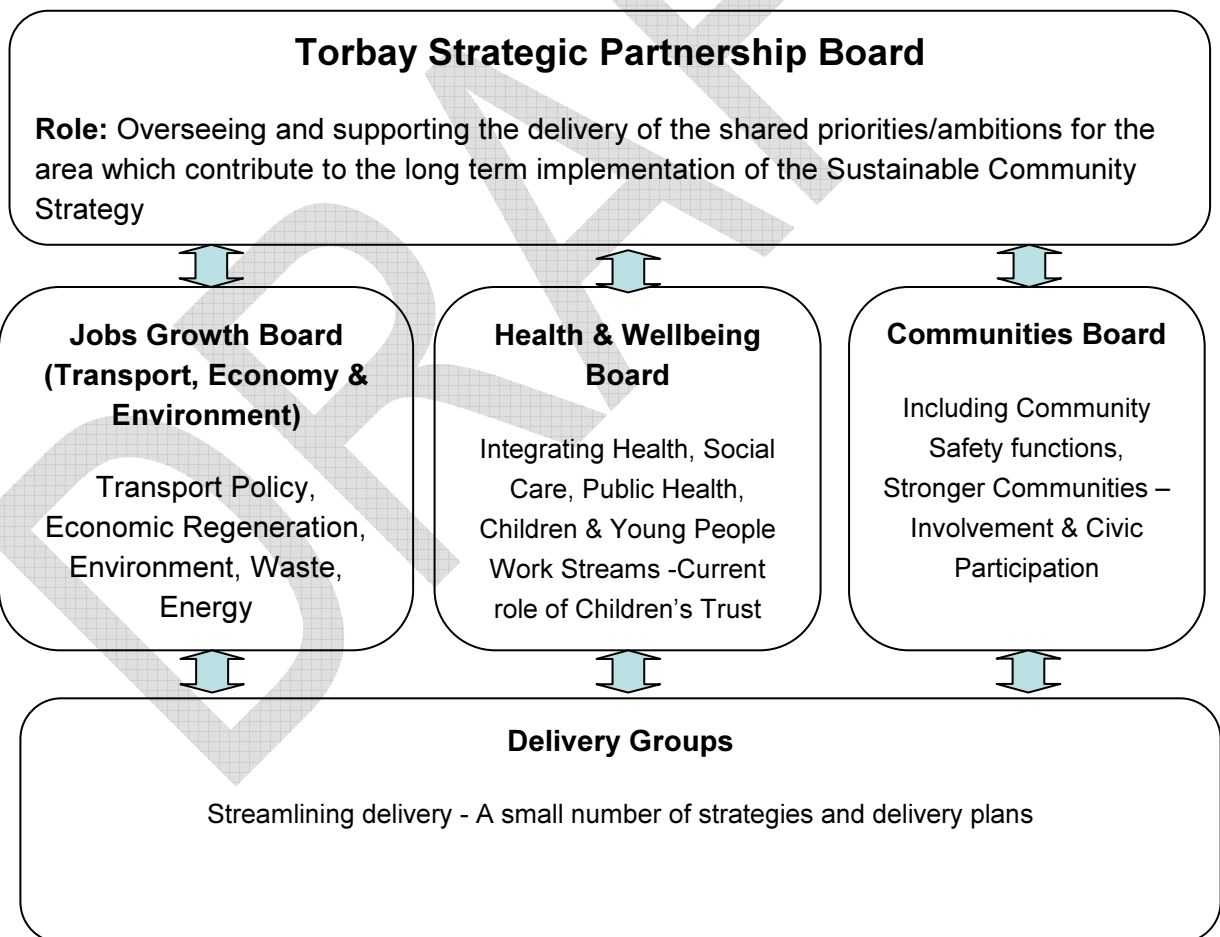 Torbay Strategic Partnership Board
Role: Overseeing and supporting the delivery of the shared priorities/ambitions for the
area which contribute to the long term implementation of the Sustainable Community
Strategy
Jobs Growth Board
(Transport, Economy &
Environment)
Transport Policy,
Economic Regeneration,
Environment, Waste,
Energy
Health & Wellbeing
Board
Integrating Health, Social
Care, Public Health,
Children & Young People
Work Streams -Current
role of Children’s Trust
Communities Board
Including Community
Safety functions,
Stronger Communities –
Involvement & Civic
Participation
Delivery Groups
Streamlining delivery - A small number of strategies and delivery plans
DRAF